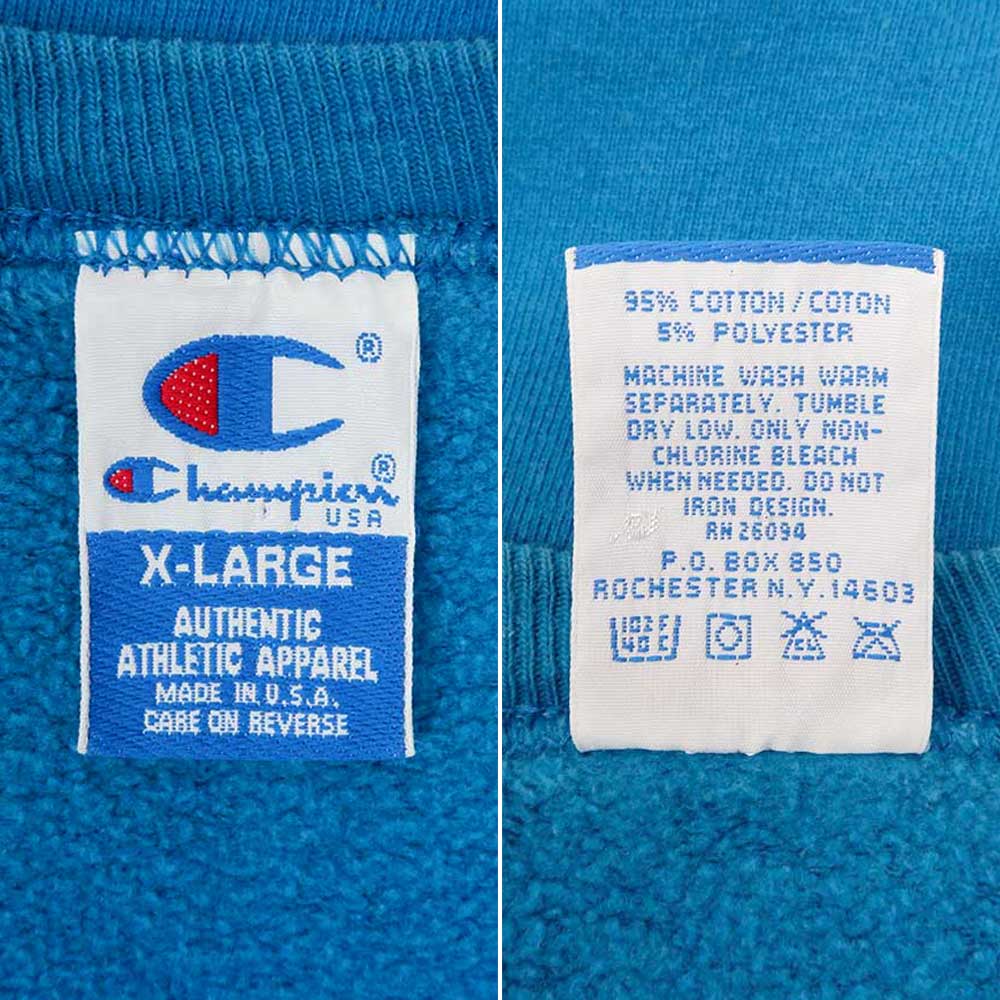 ®
Champion®
USA
X-LARGE
AUTHENTIC
ATHLETIC APPAREL
MADE IN U.S.A.
CARE ON REVERSE
95% COTTON / COTON
5% POLYESTER
MACHINE WASH WARM
SEPARATELY. TUMBLE
DRY LOW. ONLY NON-
CHLORINE BLEACH
WHEN NEEDED. DO NOT
IRON DESIGN.
RN 26094
P.O. BOX 850
ROCHESTER N.Y. 14603